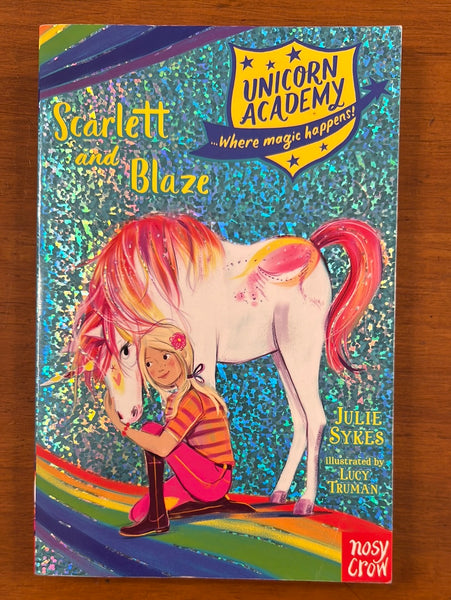 UNICORN
ACADEMY
...Where magic happens!
Scarlett
and Blaze
JULIE
SYKES
illustrated by
LUCY
TRUMAN
nosy
crow